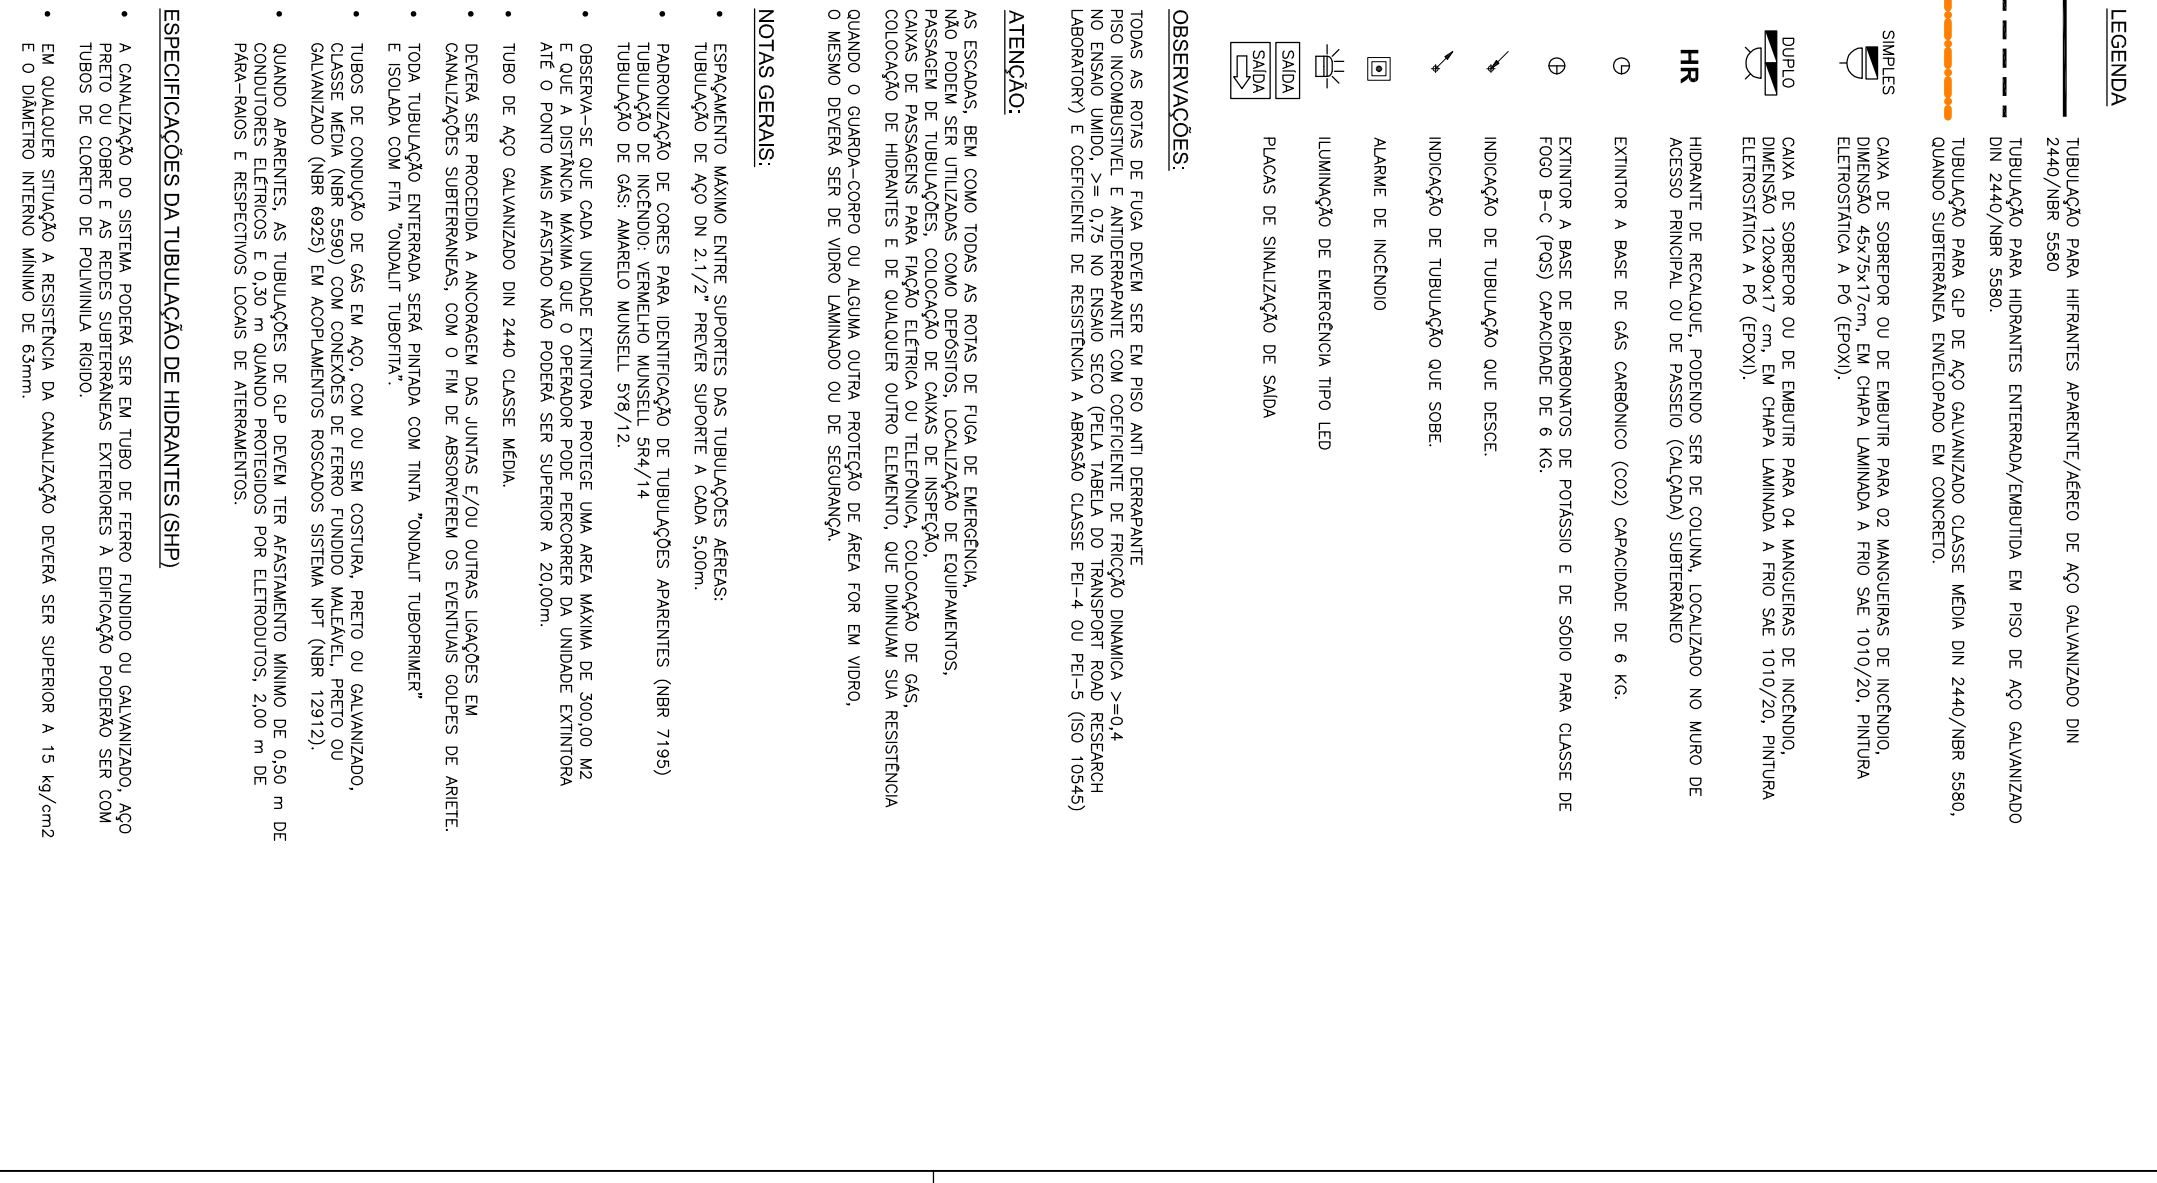 LEGENDA
TUBULAÇÃO PARA HIFRANTES APARENTE/AÉREO DE AÇO GALVANIZADO DIN
2440/NBR 5580
TUBULAÇÃO PARA HIDRANTES ENTERRADA/EMBUTIDA EM PISO DE AÇO GALVANIZADO
DIN 2440/NBR 5580.
TUBULAÇÃO PARA GLP DE AÇO GALVANIZADO CLASSE MÉDIA DIN 2440/NBR 5580,
QUANDO SUBTERRÂNEA ENVELOPADO EM CONCRETO.
SIMPLES
CAIXA DE SOBREPOR OU DE EMBUTIR PARA 02 MANGUEIRAS DE INCÊNDIO,
DIMENSÃO 45x75x17cm, EM CHAPA LAMINADA A FRIO SAE 1010/20, PINTURA
ELETROSTÁTICA A PÓ (EPOXI).
DUPLO
CAIXA DE SOBREPOR OU DE EMBUTIR PARA 04 MANGUEIRAS DE INCÊNDIO,
DIMENSÃO 120x90x17 cm, EM CHAPA LAMINADA A FRIO SAE 1010/20, PINTURA
ELETROSTÁTICA A PÓ (EPOXI).
HR
HIDRANTE DE RECALQUE, PODENDO SER DE COLUNA, LOCALIZADO NO MURO DE
ACESSO PRINCIPAL OU DE PASSEIO (CALÇADA) SUBTERRÂNEO
EXTINTOR A BASE DE GÁS CARBÔNICO (CO2) CAPACIDADE DE 6 KG.
EXTINTOR A BASE DE BICARBONATOS DE POTÁSSIO E DE SÓDIO PARA CLASSE DE
FOGO B-C (PQS) CAPACIDADE DE 6 KG.
INDICAÇÃO DE TUBULAÇÃO QUE DESCE.
INDICAÇÃO DE TUBULAÇÃO QUE SOBE.
ALARME DE INCÊNDIO
ILUMINAÇÃO DE EMERGÊNCIA TIPO LED
SAÍDA
SAÍDA
PLACAS DE SINALIZAÇÃO DE SAÍDA
OBSERVAÇÕES:
TODAS AS ROTAS DE FUGA DEVEM SER EM PISO ANTI DERRAPANTE
PISO INCOMBUSTIVEL E ANTIDERRAPANTE COM COEFICIENTE DE FRICÇÃO DINAMICA >=0,4
NO ENSAIO UMIDO, >= 0,75 NO ENSAIO SECO (PELA TABELA DO TRANSPORT ROAD RESEARCH
LABORATORY) E COEFICIENTE DE RESISTÊNCIA A ABRASÃO CLASSE PEI-4 OU PEI-5 (ISO 10545)
ATENÇÃO:
AS ESCADAS, BEM COMO TODAS AS ROTAS DE FUGA DE EMERGÊNCIA,
NÃO PODEM SER UTILIZADAS COMO DEPÓSITOS, LOCALIZAÇÃO DE EQUIPAMENTOS,
PASSAGEM DE TUBULAÇÕES, COLOCAÇÃO DE CAIXAS DE INSPEÇÃO,
CAIXAS DE PASSAGENS PARA FIAÇÃO ELÉTRICA OU TELEFÔNICA, COLOCAÇÃO DE GÁS,
COLOCAÇÃO DE HIDRANTES E DE QUALQUER OUTRO ELEMENTO, QUE DIMINUAM SUA RESISTÊNCIA
QUANDO O GUARDA-CORPO OU ALGUMA OUTRA PROTEÇÃO DE ÁREA FOR EM VIDRO,
O MESMO DEVERÁ SER DE VIDRO LAMINADO OU DE SEGURANÇA.
NOTAS GERAIS:
• ESPAÇAMENTO MÁXIMO ENTRE SUPORTES DAS TUBULAÇÕES AÉREAS:
TUBULAÇÃO DE AÇO DN 2.1/2" PREVER SUPORTE A CADA 5,00m.
• PADRONIZAÇÃO DE CORES PARA IDENTIFICAÇÃO DE TUBULAÇÕES APARENTES (NBR 7195)
TUBULAÇÃO DE INCÊNDIO: VERMELHO MUNSELL 5R4/14
TUBULAÇÃO DE GÁS: AMARELO MUNSELL 5Y8/12.
• OBSERVA-SE QUE CADA UNIDADE EXTINTORA PROTEGE UMA AREA MÁXIMA DE 300,00 M2
E QUE A DISTÂNCIA MÁXIMA QUE O OPERADOR PODE PERCORRER DA UNIDADE EXTINTORA
ATÉ O PONTO MAIS AFASTADO NÃO PODERÁ SER SUPERIOR A 20,00m.
• TUBO DE AÇO GALVANIZADO DIN 2440 CLASSE MÉDIA.
• DEVERÁ SER PROCEDIDA A ANCORAGEM DAS JUNTAS E/OU OUTRAS LIGAÇÕES EM
CANALIZAÇÕES SUBTERRANEAS, COM O FIM DE ABSORVEREM OS EVENTUAIS GOLPES DE ARIETE.
• TODA TUBULAÇÃO ENTERRADA SERÁ PINTADA COM TINTA "ONDALIT TUBOPRIMER"
E ISOLADA COM FITA "ONDALIT TUBOFITA".
• TUBOS DE CONDUÇÃO DE GÁS EM AÇO, COM OU SEM COSTURA, PRETO OU GALVANIZADO,
CLASSE MÉDIA (NBR 5590) COM CONEXÕES DE FERRO FUNDIDO MALEÁVEL, PRETO OU
GALVANIZADO (NBR 6925) EM ACOPLAMENTOS ROSCADOS SISTEMA NPT (NBR 12912).
• QUANDO APARENTES, AS TUBULAÇÕES DE GLP DEVEM TER AFASTAMENTO MÍNIMO DE 0,50 m DE
CONDUTORES ELÉTRICOS E 0,30 m QUANDO PROTEGIDOS POR ELETRODUTOS, 2,00 m DE
PÁRA-RAIOS E RESPECTIVOS LOCAIS DE ATERRAMENTOS.
ESPECIFICAÇÕES DA TUBULAÇÃO DE HIDRANTES (SHP)
• A CANALIZAÇÃO DO SISTEMA PODERÁ SER EM TUBO DE FERRO FUNDIDO OU GALVANIZADO, AÇO
PRETO OU COBRE E AS REDES SUBTERRÂNEAS EXTERIORES À EDIFICAÇÃO PODERÃO SER COM
TUBOS DE CLORETO DE POLIVINILA RÍGIDO.
• EM QUALQUER SITUAÇÃO A RESISTÊNCIA DA CANALIZAÇÃO DEVERÁ SER SUPERIOR A 15 kg/cm2
E O DIÂMETRO INTERNO MÍNIMO DE 63mm.